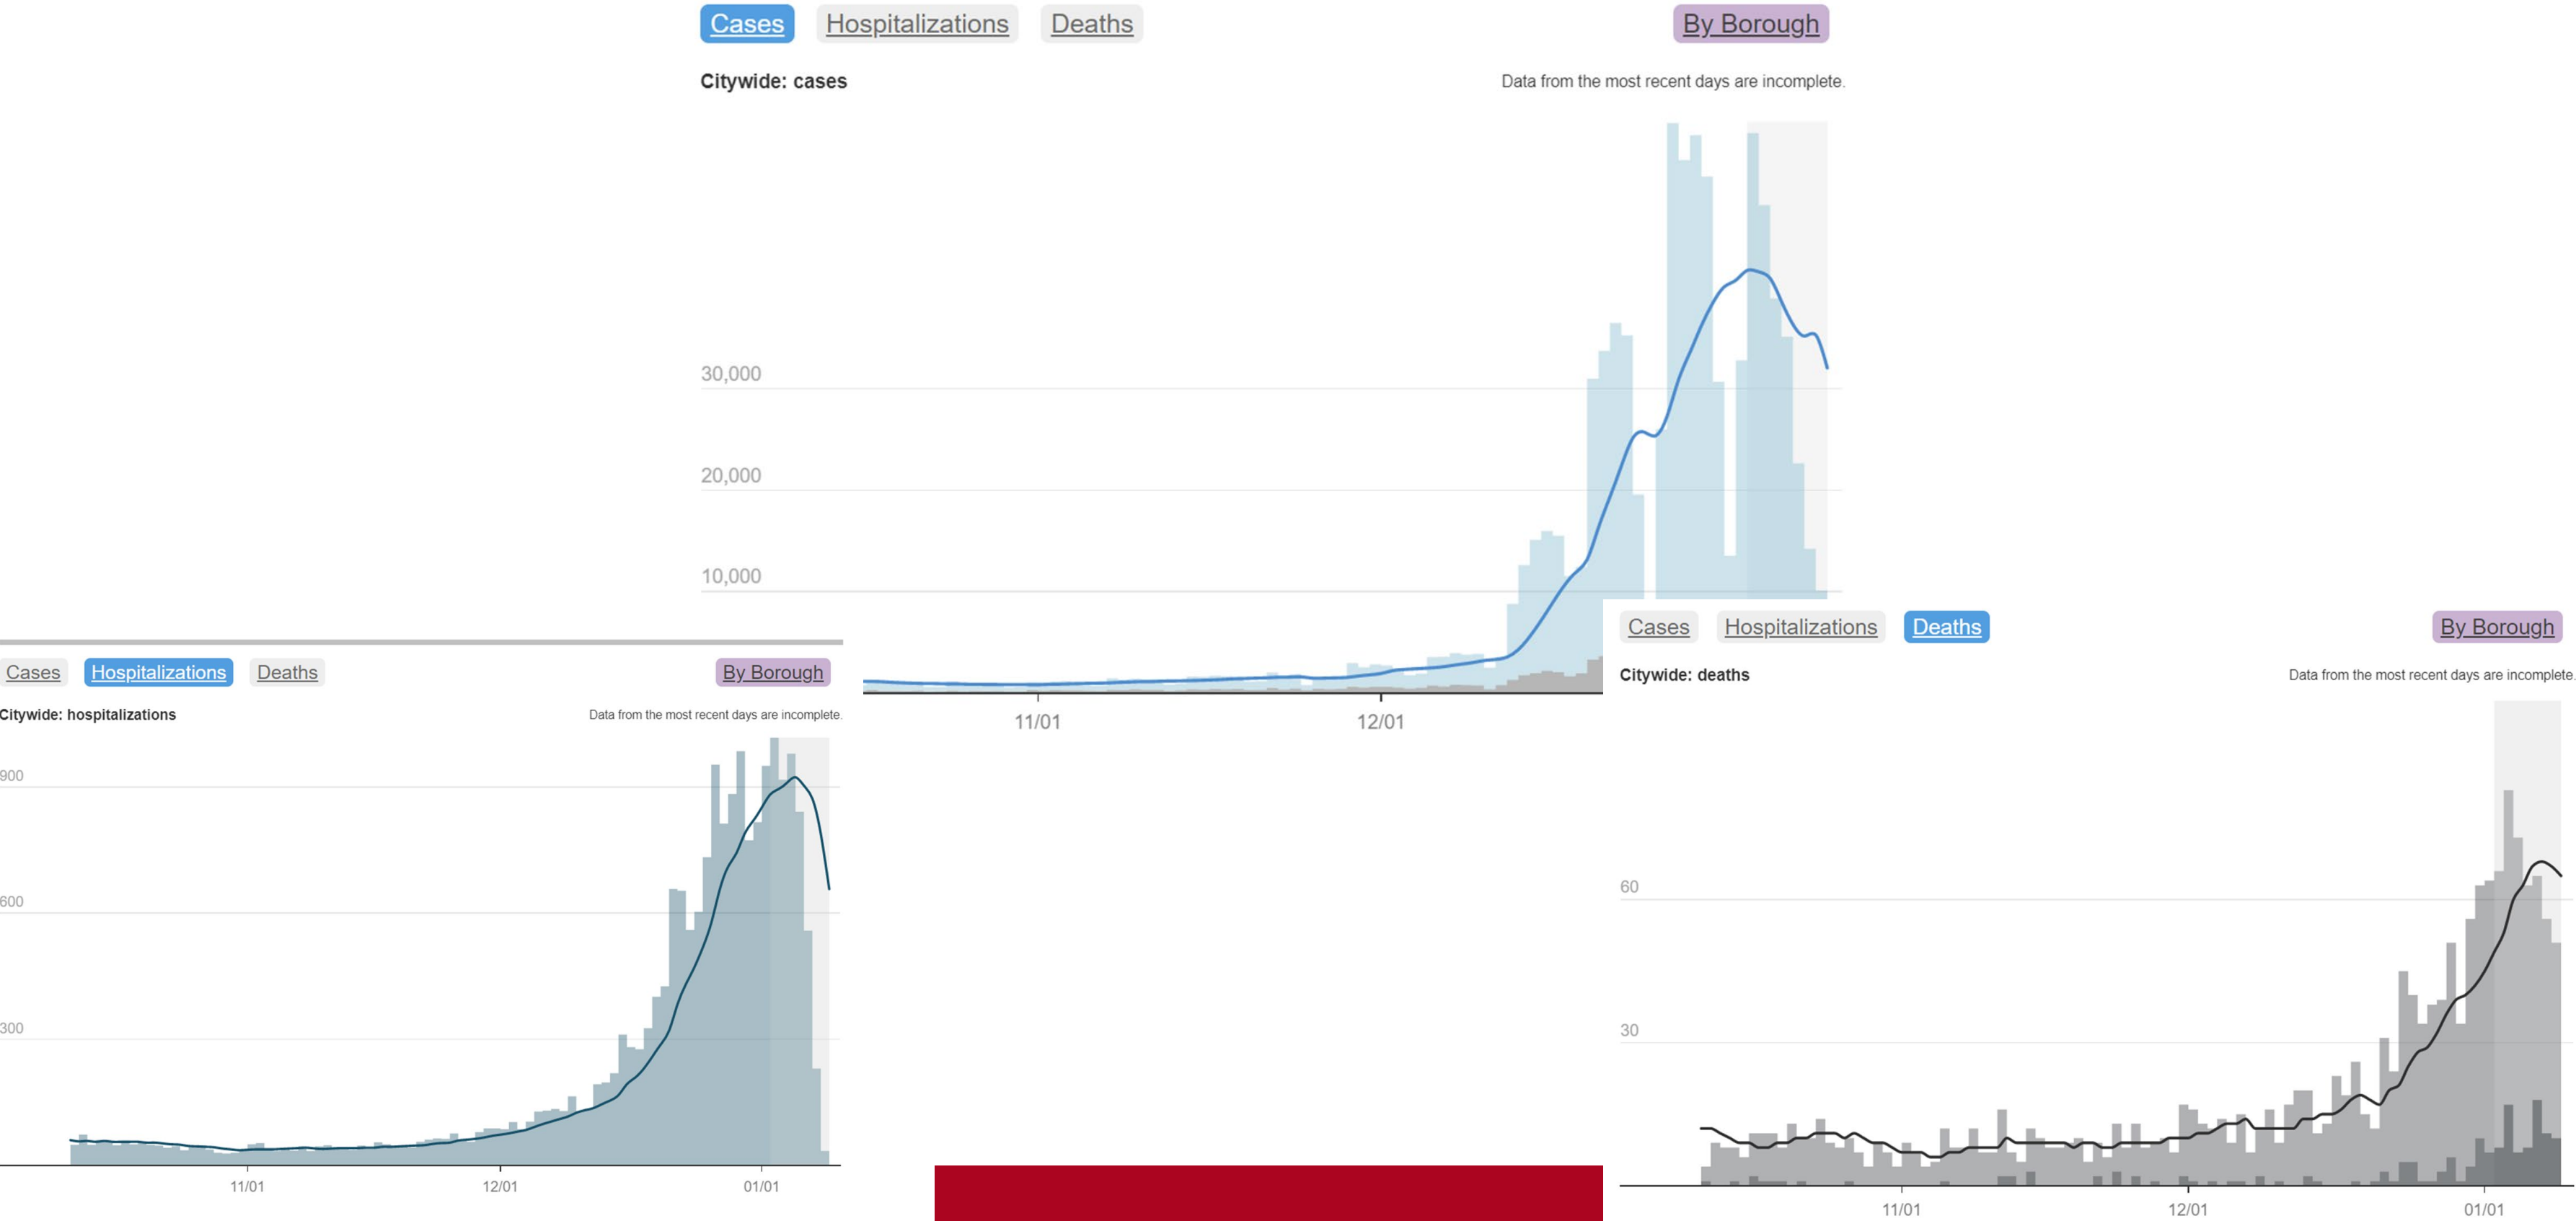 Cases Hospitalizations Deaths By Borough
Citywide: cases Data from the most recent days are incomplete.
30,000
20,000
10,000
11/01 12/01
Cases Hospitalizations Deaths By Borough
Citywide: hospitalizations Data from the most recent days are incomplete.
900
600
300
11/01 12/01 01/01
Cases Hospitalizations Deaths By Borough
Citywide: deaths Data from the most recent days are incomplete.
60
30
11/01 12/01 01/01